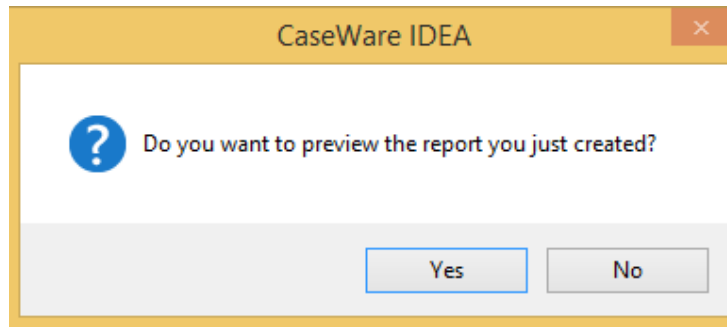 CaseWare IDEA
Do you want to preview the report you just created?
Yes No